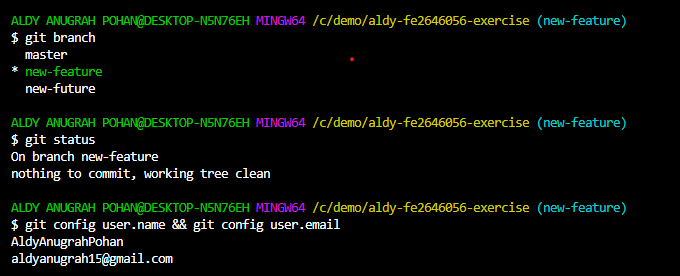 ALDY ANUGRAH POHAN@DESKTOP-N5N76EH MINGW64 /c/demo/aldy-fe2646056-exercise (new-feature)
$ git branch
  master
* new-feature
  new-future
ALDY ANUGRAH POHAN@DESKTOP-N5N76EH MINGW64 /c/demo/aldy-fe2646056-exercise (new-feature)
$ git status
On branch new-feature
nothing to commit, working tree clean
ALDY ANUGRAH POHAN@DESKTOP-N5N76EH MINGW64 /c/demo/aldy-fe2646056-exercise (new-feature)
$ git config user.name && git config user.email
AldyAnugrahPohan
aldyanugrah15@gmail.com